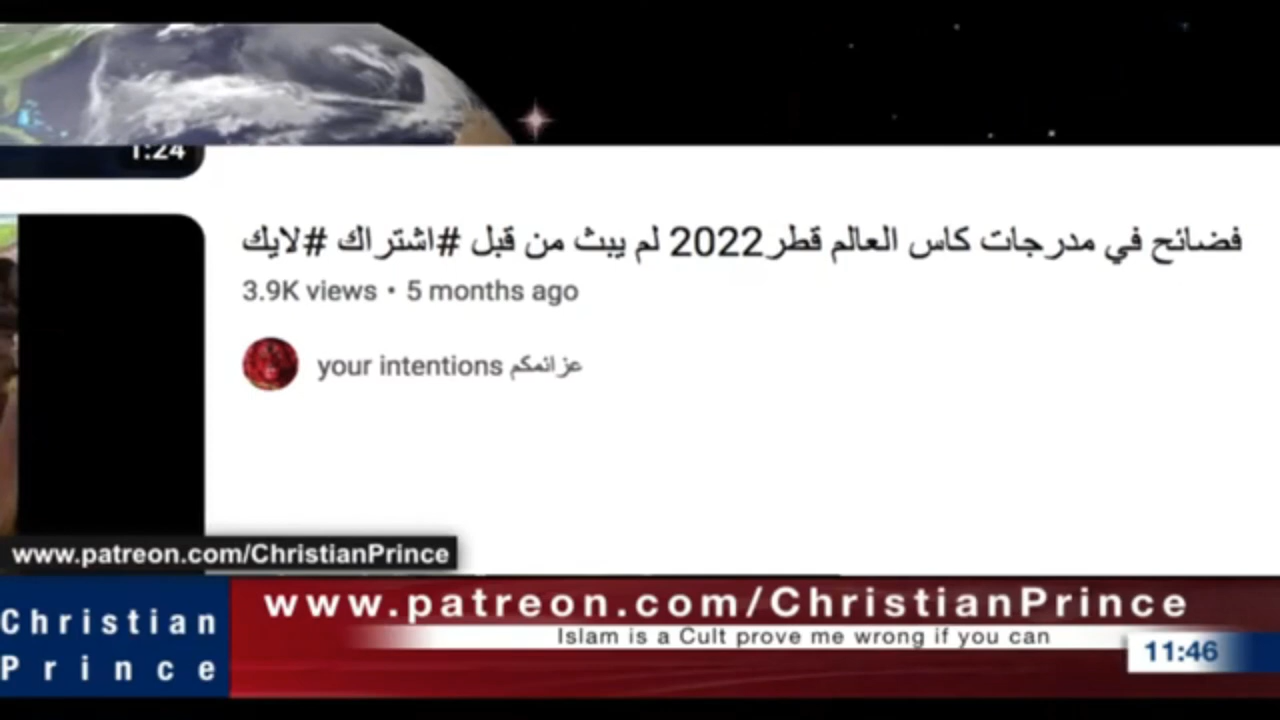 1:24
فضائح في مدرجات كاس العالم قطر2022 لم يبث من قبل #اشتراك #لايك
3.9K views • 5 months ago
your intentions عزائمكم
www.patreon.com/ChristianPrince
Christian
Prince
www.patreon.com/ChristianPrince
Islam is a Cult prove me wrong if you can
11:46